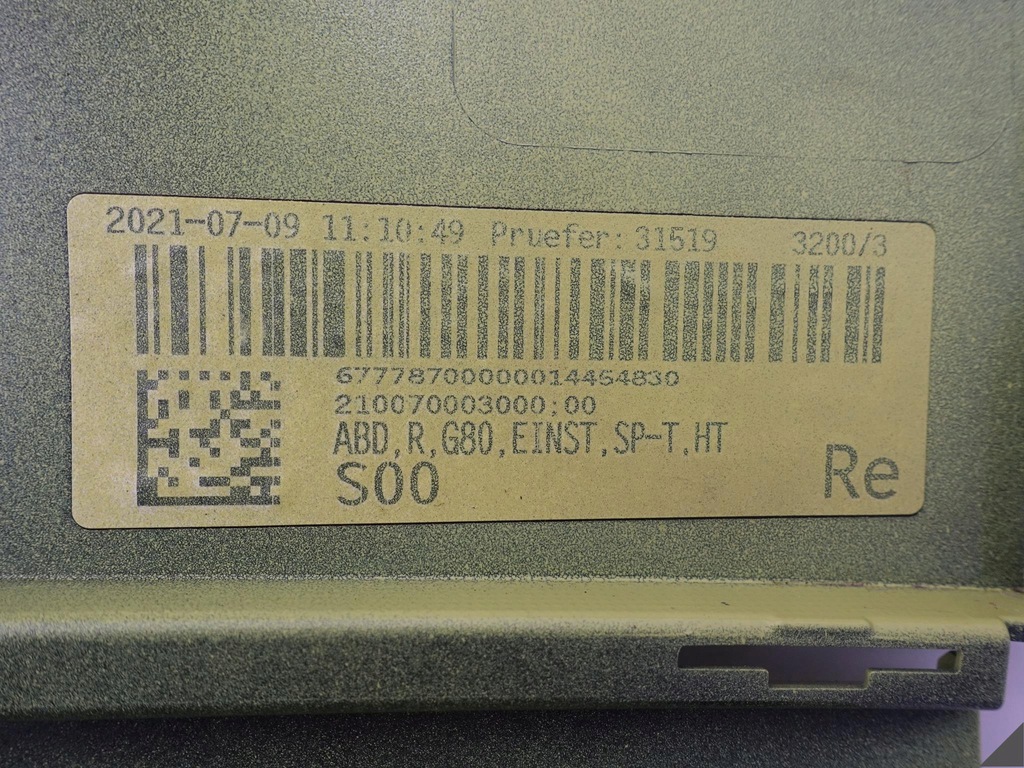 2021-07-09 11:10:49 Pruefer: 31519 3200/3
67778700000014454830
210070003000;00
ABD,R,G80,EINST,SP-T,HT
S00
Re